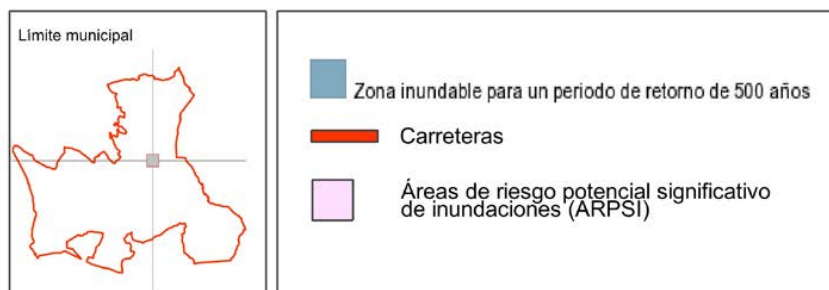 Límite municipal
Zona inundable para un periodo de retorno de 500 años
Carreteras
Áreas de riesgo potencial significativo
de inundaciones (ARPSI)